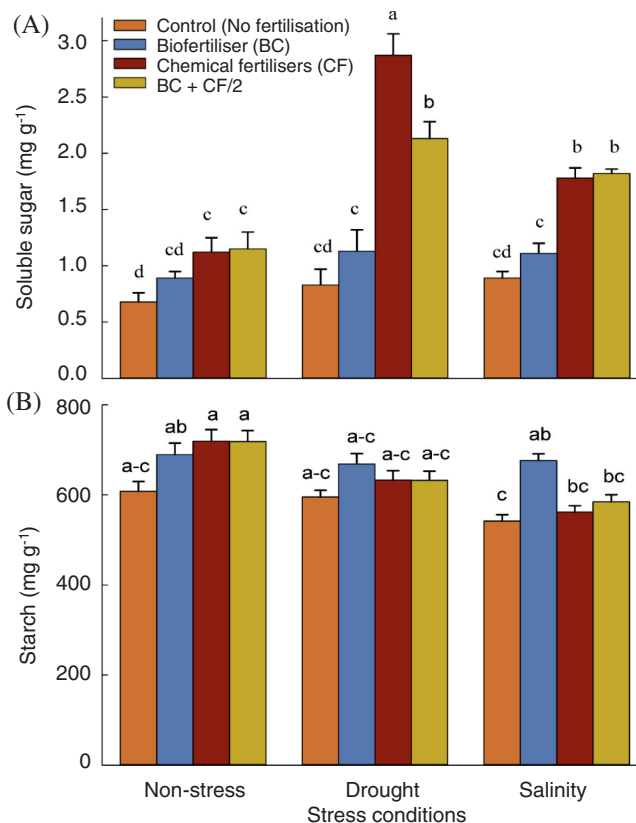 (A)
Control (No fertilisation)
Biofertiliser (BC)
Chemical fertilisers (CF)
BC + CF/2
Soluble sugar (mg g⁻¹)
3.0
2.5
2.0
1.5
1.0
0.5
0.0
d cd c c
cd c a b
cd c b b
(B)
Starch (mg g⁻¹)
800
600
400
200
0
a-c ab a a
a-c a-c a-c a-c
c ab bc bc
Non-stress Drought Salinity
Stress conditions